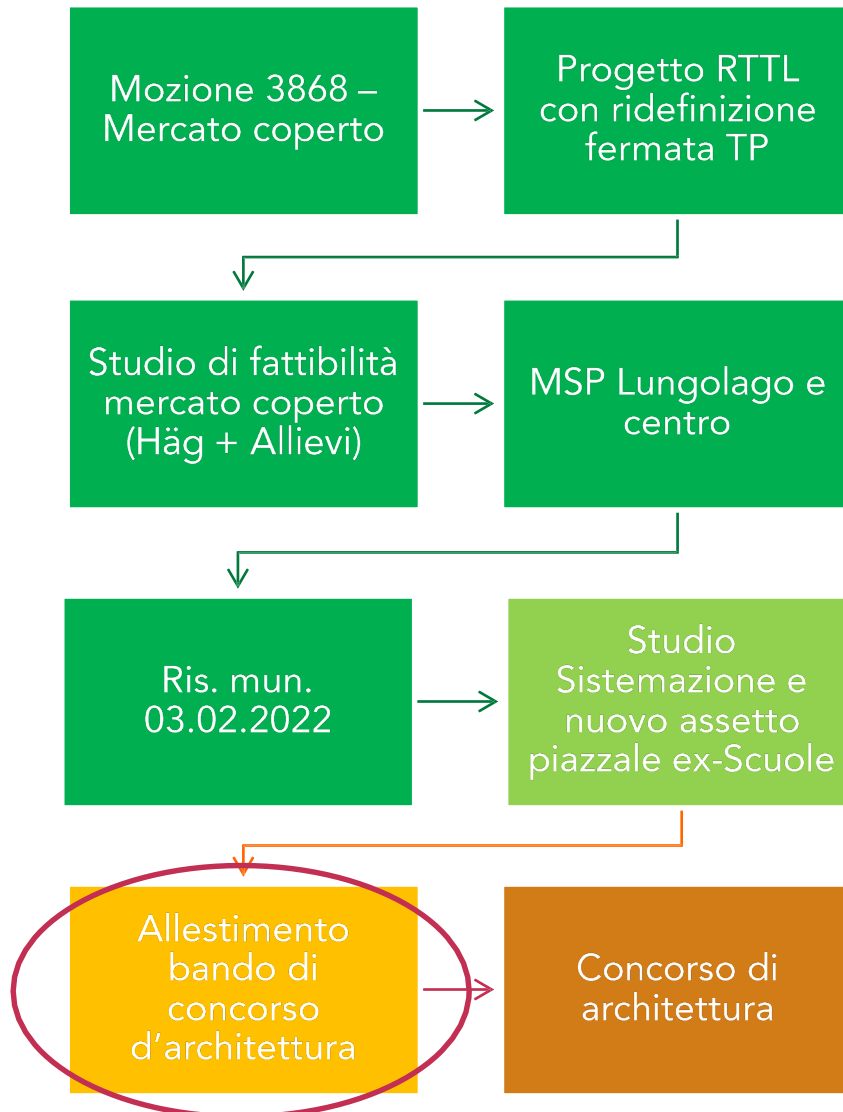 Mozione 3868 –
Mercato coperto
Progetto RTTL
con ridefinizione
fermata TP
Studio di fattibilità
mercato coperto
(Häg + Allievi)
MSP Lungolago e
centro
Ris. mun.
03.02.2022
Studio
Sistemazione e
nuovo assetto
piazzale ex-Scuole
Allestimento
bando di
concorso
d’architettura
Concorso di
architettura